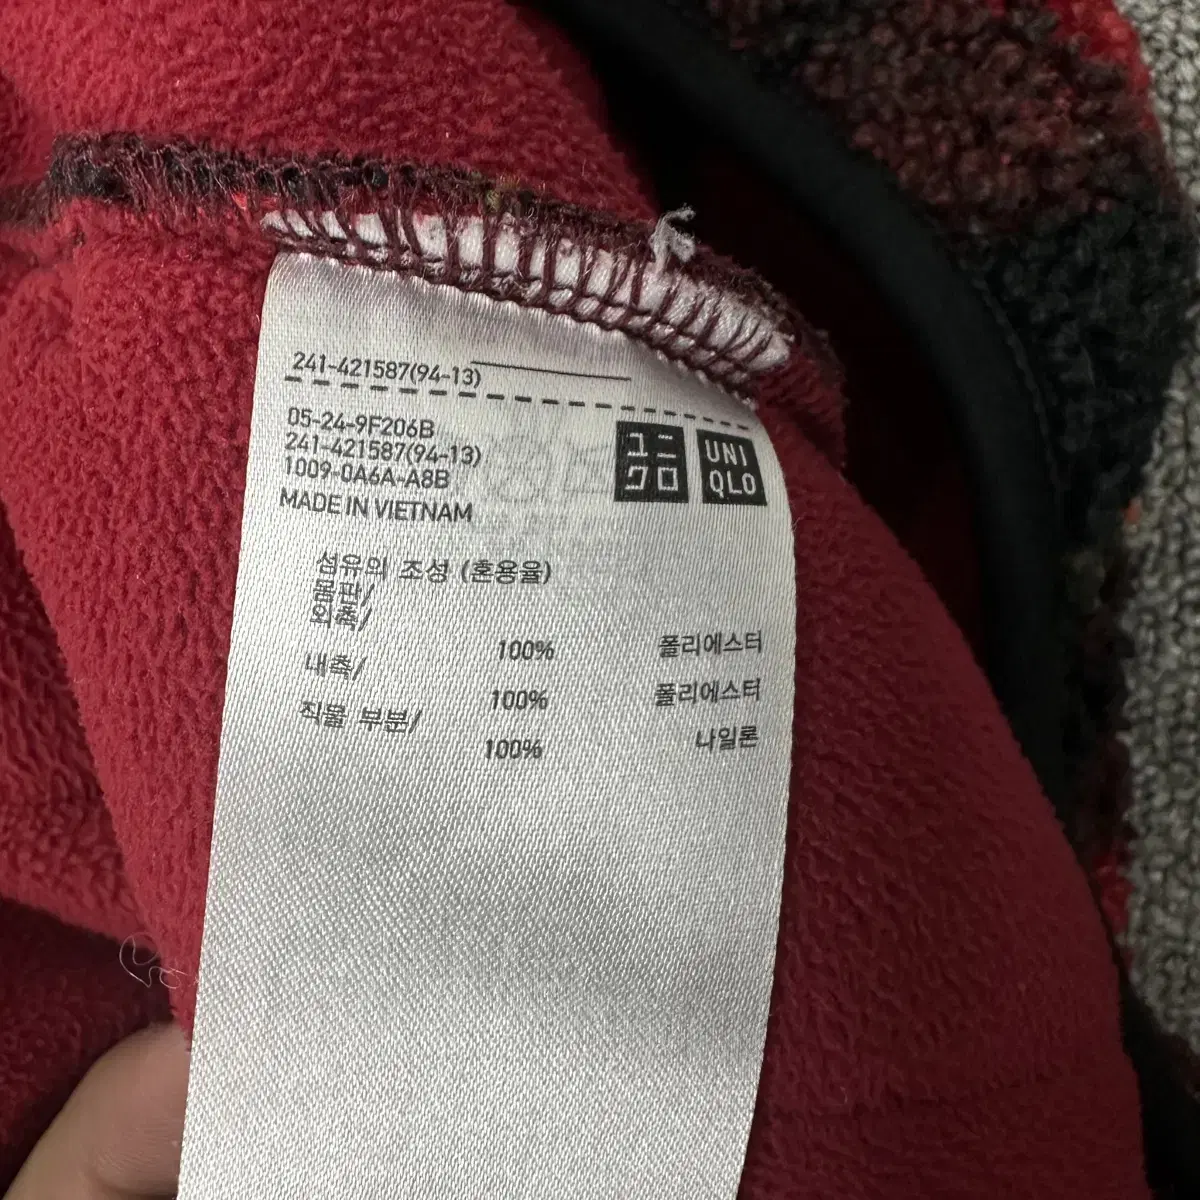 241-421587(94-13)
05-24-9F206B
241-421587(94-13)
1009-0A6A-A8B
MADE IN VIETNAM
ユニ
クロ
UNI
QLO
섬유의 조성 (혼용율)
몸판/
외측/
100% 폴리에스터
내측/
100% 폴리에스터
직물 부분/
100% 나일론